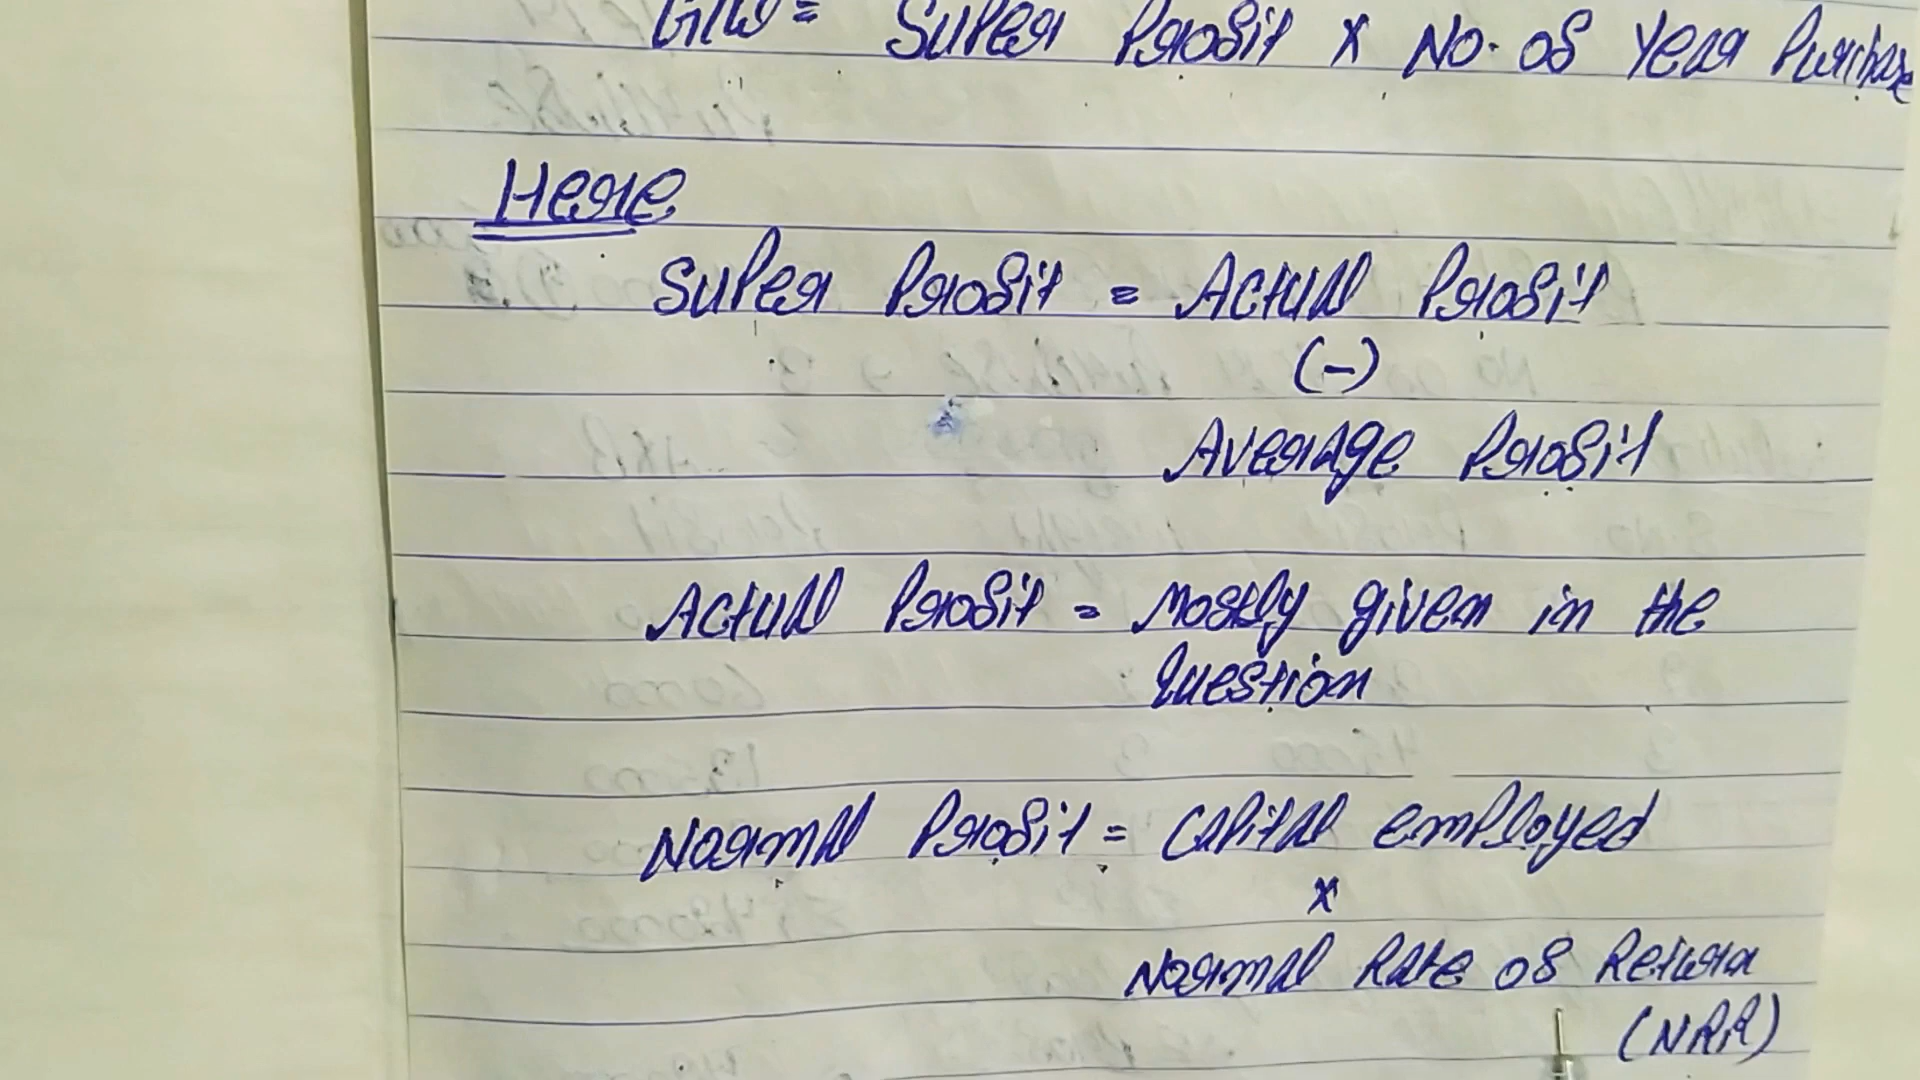 G/W = Super Profit x No. of Year Purchase
Here
Super Profit = Actual Profit
(-)
Average Profit
Actual Profit = Mostly given in the
Question
Normal Profit = Capital employed
x
Normal Rate of Return
(NRR)